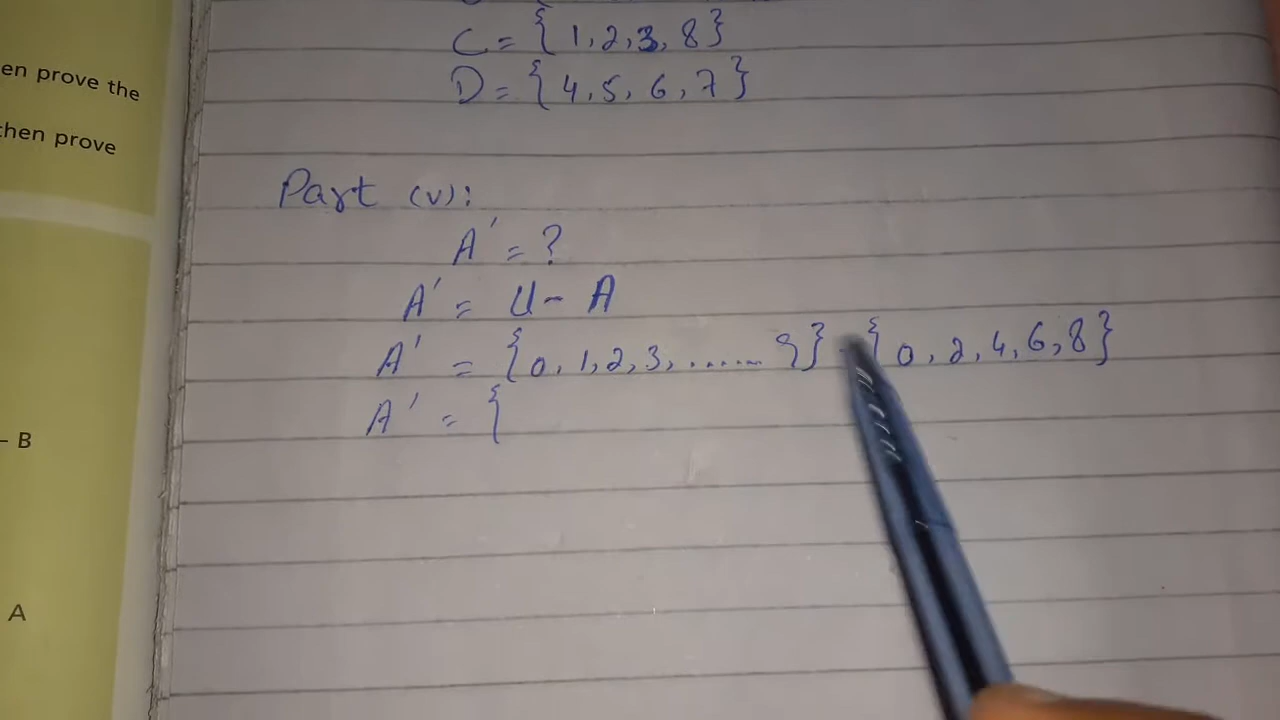 C = {1, 2, 3, 8}
D = {4, 5, 6, 7}
en prove the
then prove
Part (v):
A' = ?
A' = U - A
A' = {0, 1, 2, 3, ...... 9} - {0, 2, 4, 6, 8}
A' = {
- B
A